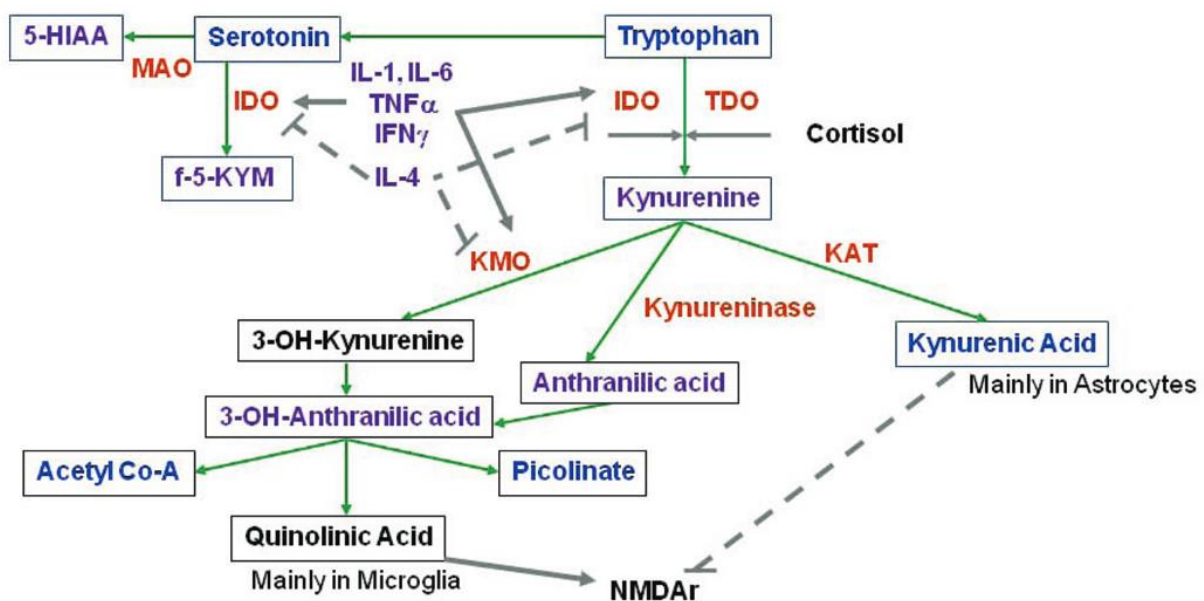 5-HIAA
Serotonin
Tryptophan
MAO
IDO
IL-1, IL-6
TNFα
IFNγ
IDO
TDO
Cortisol
f-5-KYM
IL-4
Kynurenine
KMO
KAT
Kynureninase
3-OH-Kynurenine
Kynurenic Acid
Mainly in Astrocytes
Anthranilic acid
3-OH-Anthranilic acid
Acetyl Co-A
Picolinate
Quinolinic Acid
Mainly in Microglia
NMDAr